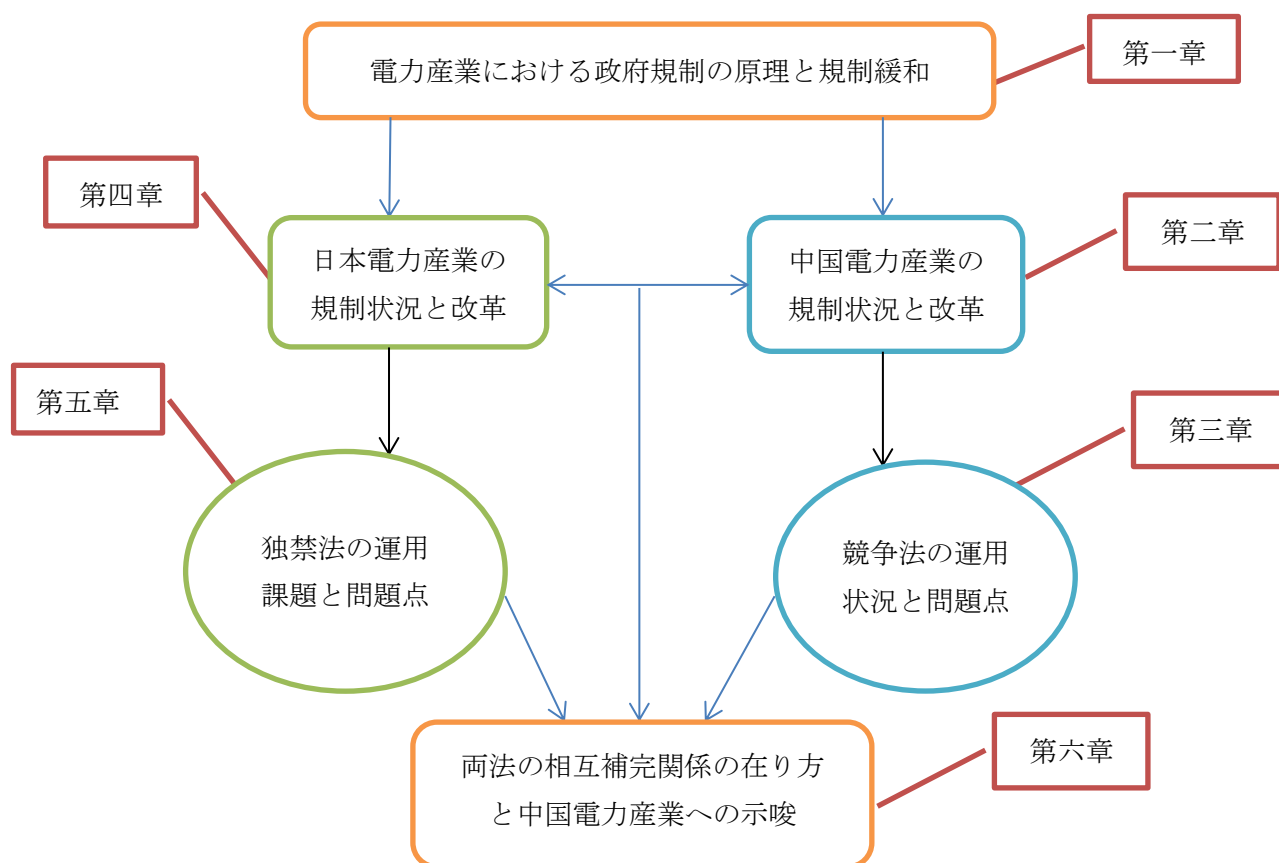 電力産業における政府規制の原理と規制緩和
第一章
第四章
日本電力産業の
規制状況と改革
中国電力産業の
規制状況と改革
第二章
第五章
独禁法の運用
課題と問題点
競争法の運用
状況と問題点
第三章
両法の相互補完関係の在り方
と中国電力産業への示唆
第六章